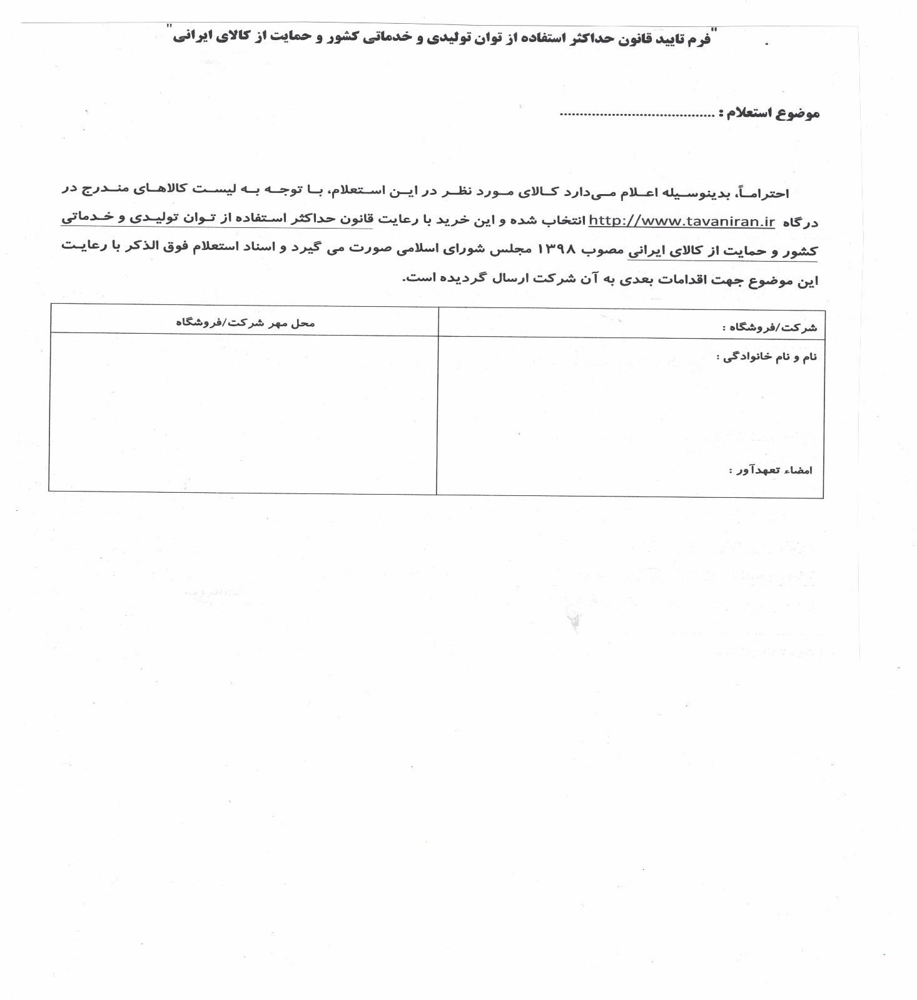 "فرم تایید قانون حداکثر استفاده از توان تولیدی و خدماتی کشور و حمایت از کالای ایرانی"
موضوع استعلام : .......................................
احتراماً، بدینوسیله اعلام می‌دارد کالای مورد نظر در این استعلام، با توجه به لیست کالاهای مندرج در
درگاه http://www.tavaniran.ir انتخاب شده و این خرید با رعایت قانون حداکثر استفاده از توان تولیدی و خدماتی
کشور و حمایت از کالای ایرانی مصوب ۱۳۹۸ مجلس شورای اسلامی صورت می گیرد و اسناد استعلام فوق الذکر با رعایت
این موضوع جهت اقدامات بعدی به آن شرکت ارسال گردیده است.
شرکت/فروشگاه :
محل مهر شرکت/فروشگاه
نام و نام خانوادگی :
امضاء تعهدآور :